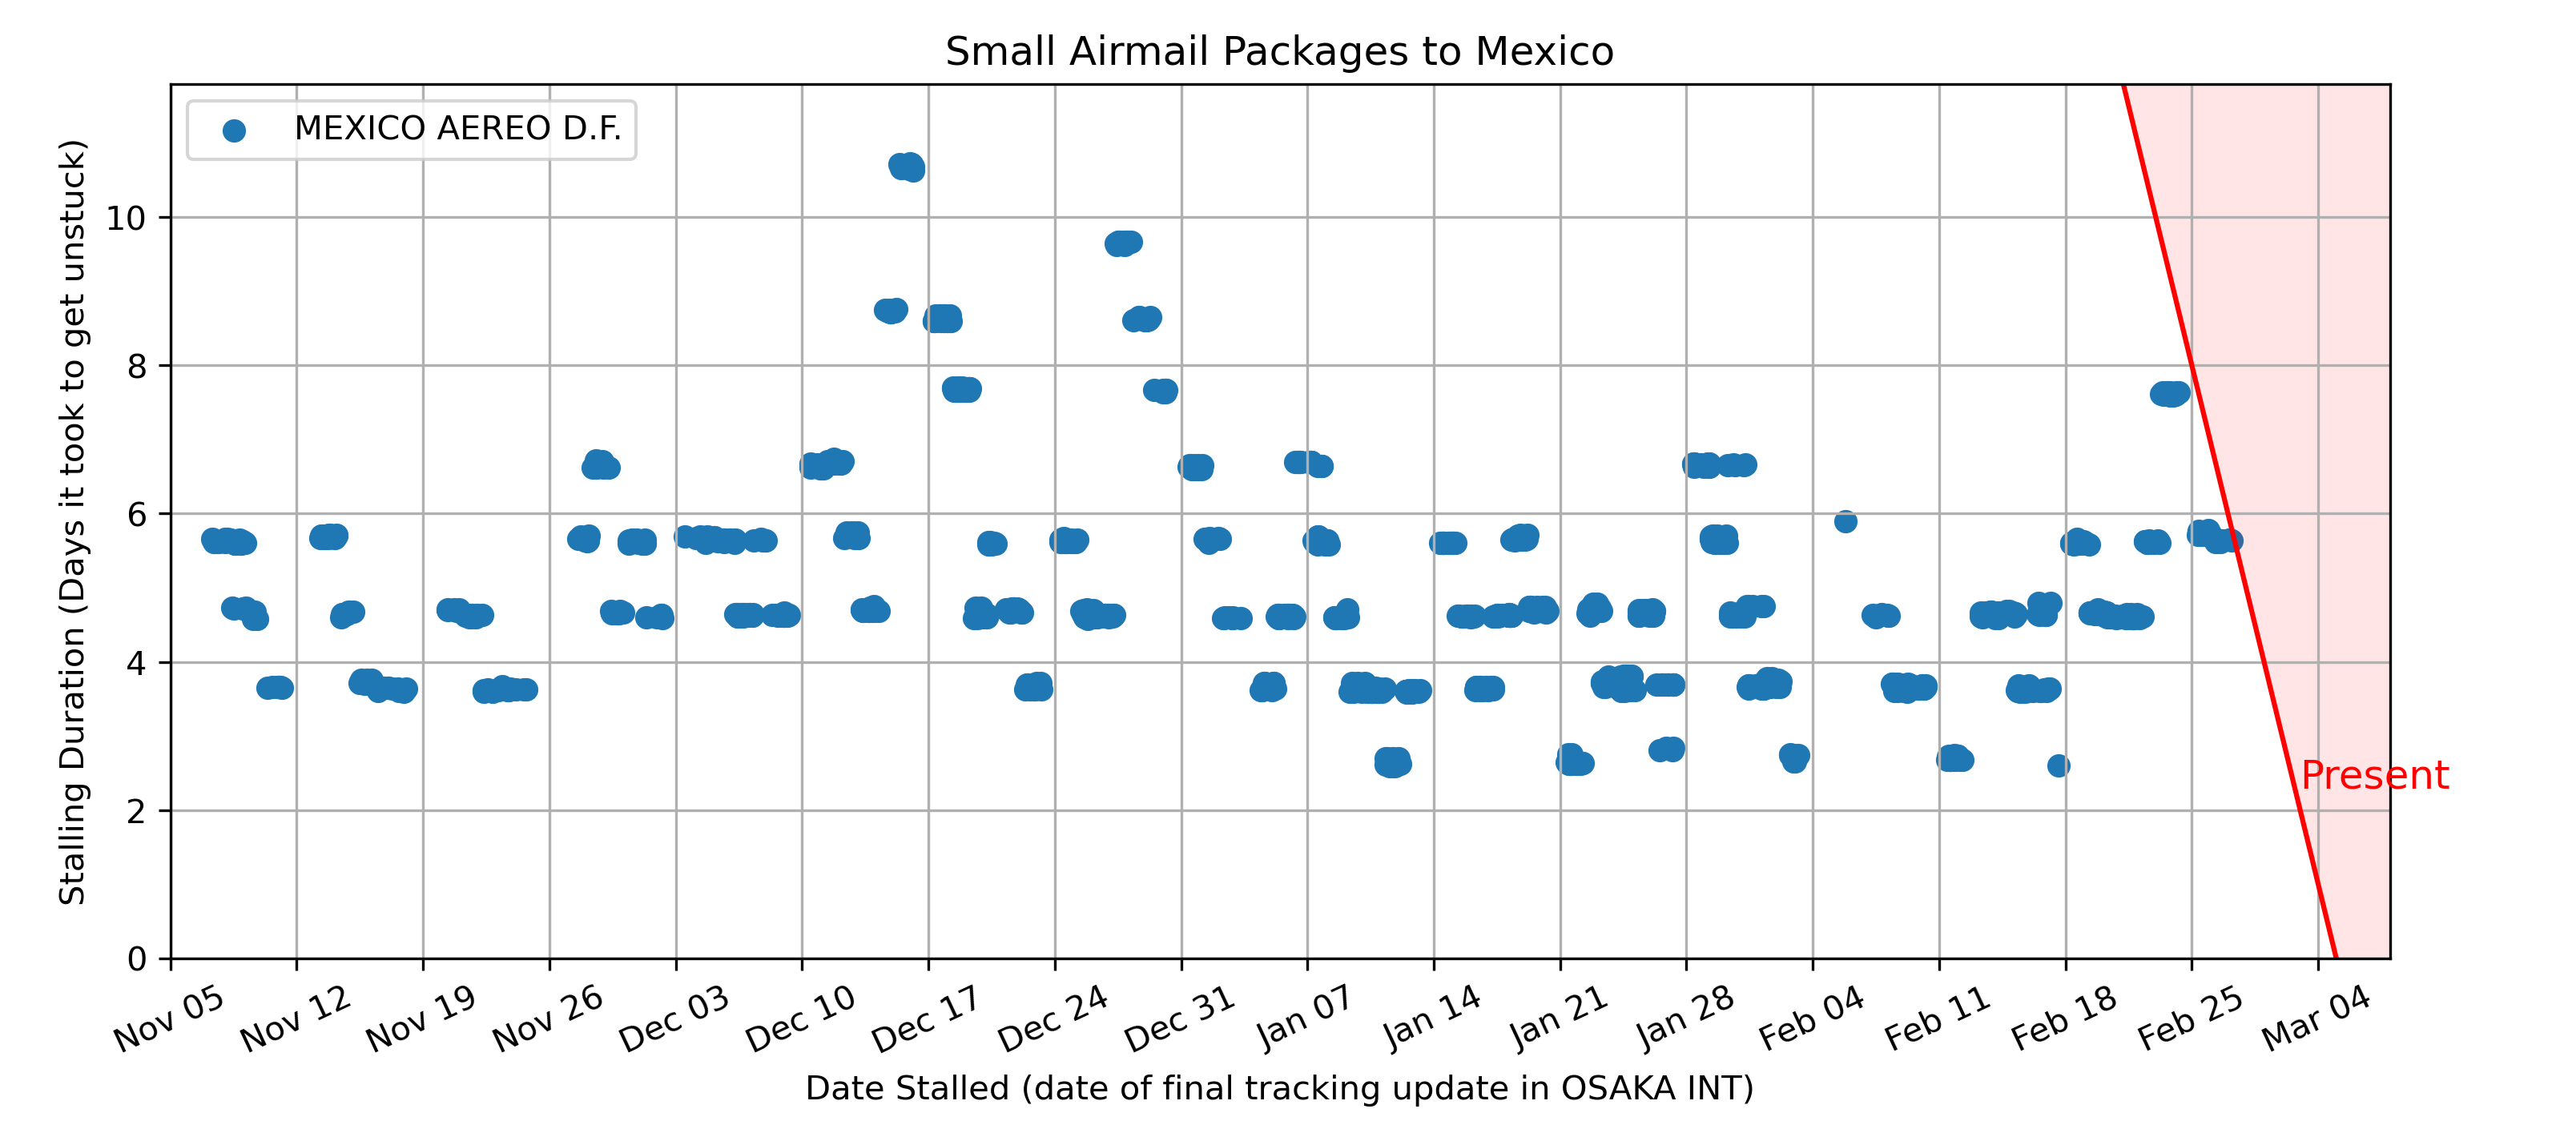 Small Airmail Packages to Mexico
MEXICO AEREO D.F.
Stalling Duration (Days it took to get unstuck)
10
8
6
4
2
0
Present
Nov 05
Nov 12
Nov 19
Nov 26
Dec 03
Dec 10
Dec 17
Dec 24
Dec 31
Jan 07
Jan 14
Jan 21
Jan 28
Feb 04
Feb 11
Feb 18
Feb 25
Mar 04
Date Stalled (date of final tracking update in OSAKA INT)